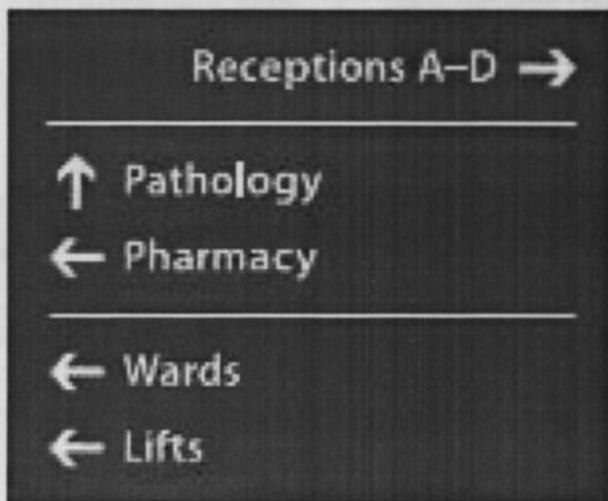 Receptions A–D →
↑ Pathology
← Pharmacy
← Wards
← Lifts